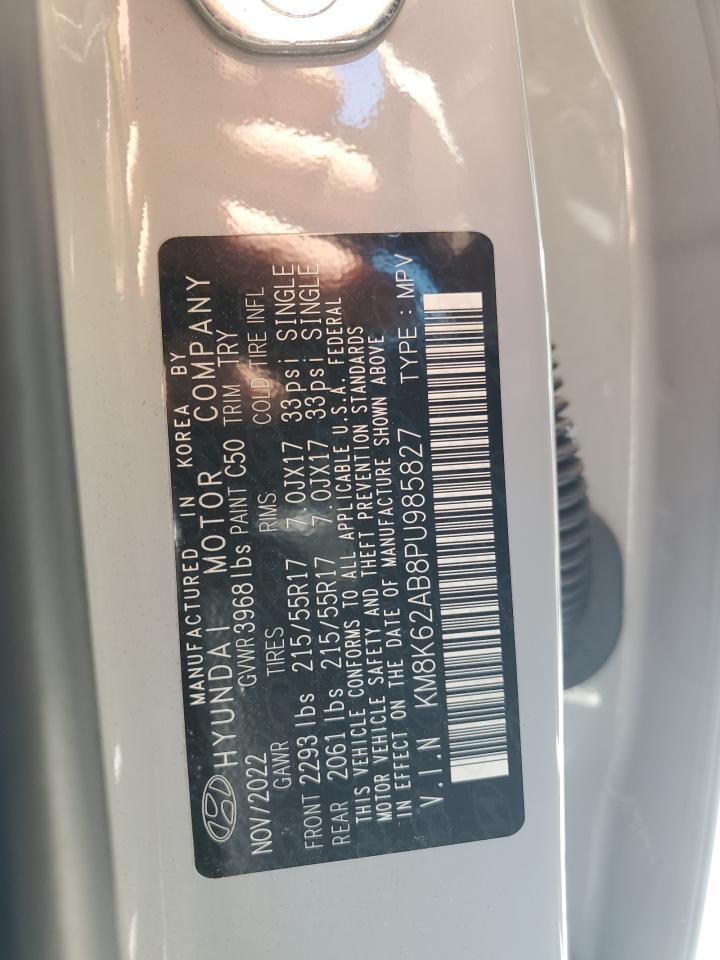 MANUFACTURED IN KOREA BY
HYUNDAI MOTOR COMPANY
NOV/2022 GVWR 3968 lbs PAINT C50 TRIM TRY
GAWR TIRES RIMS COLD TIRE INFL
FRONT 2293 lbs 215/55R17 7.0JX17 33psi SINGLE
REAR 2061 lbs 215/55R17 7.0JX17 33psi SINGLE
THIS VEHICLE CONFORMS TO ALL APPLICABLE U.S.A. FEDERAL
MOTOR VEHICLE SAFETY AND THEFT PREVENTION STANDARDS
IN EFFECT ON THE DATE OF MANUFACTURE SHOWN ABOVE
V.I.N KM8K62AB8PU985827 TYPE : MPV